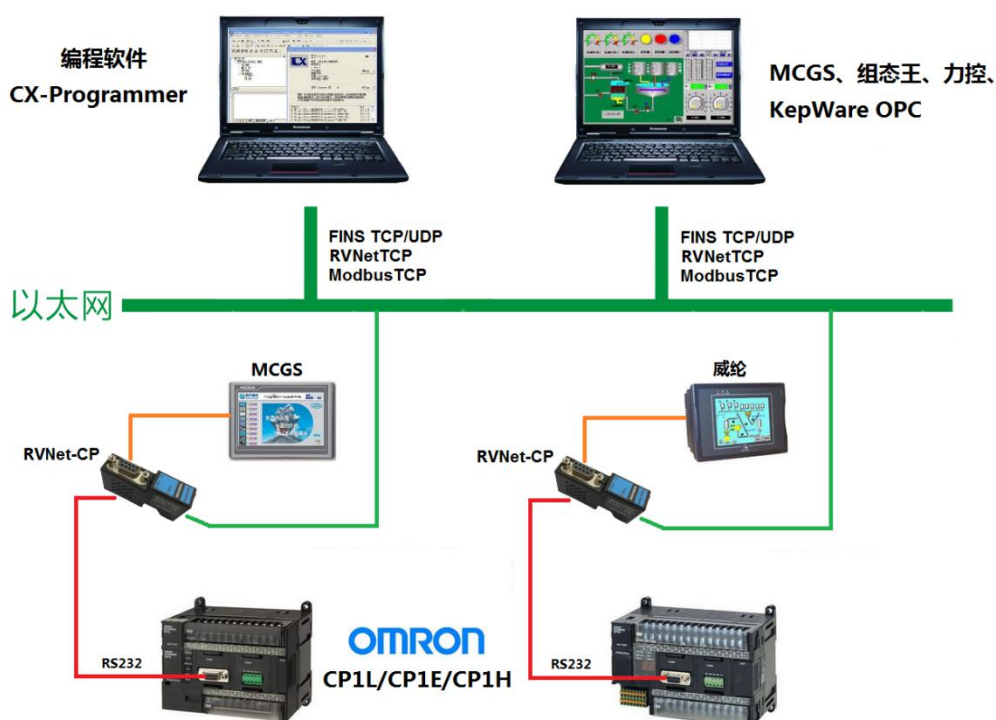 编程软件
CX-Programmer
MCGS、组态王、力控、
KepWare OPC
FINS TCP/UDP
RVNetTCP
ModbusTCP
FINS TCP/UDP
RVNetTCP
ModbusTCP
以太网
MCGS
威纶
RVNet-CP
RVNet-CP
OMRON
CP1L/CP1E/CP1H
RS232
RS232